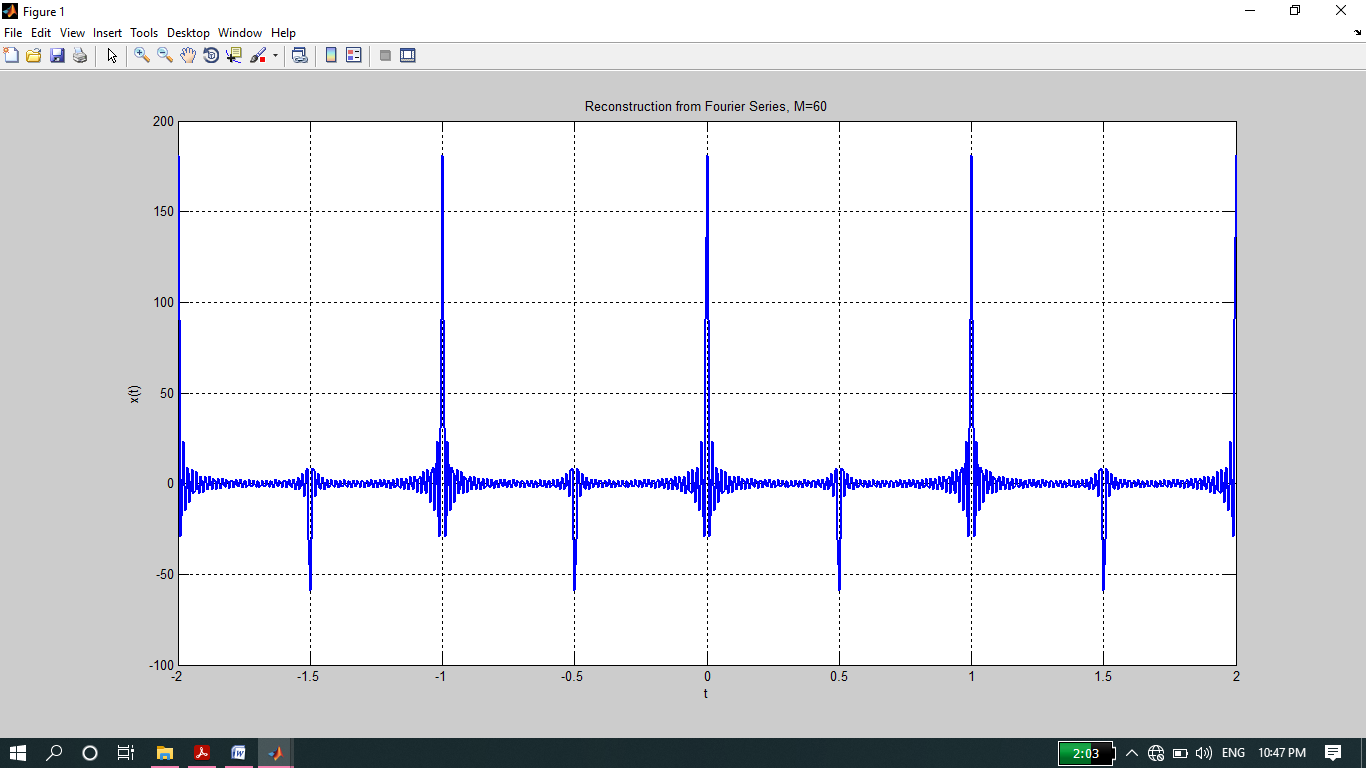 Figure 1
File Edit View Insert Tools Desktop Window Help
Reconstruction from Fourier Series, M=60
200
150
100
50
0
-50
-100
x(t)
-2 -1.5 -1 -0.5 0 0.5 1 1.5 2
t
2:03 ENG 10:47 PM